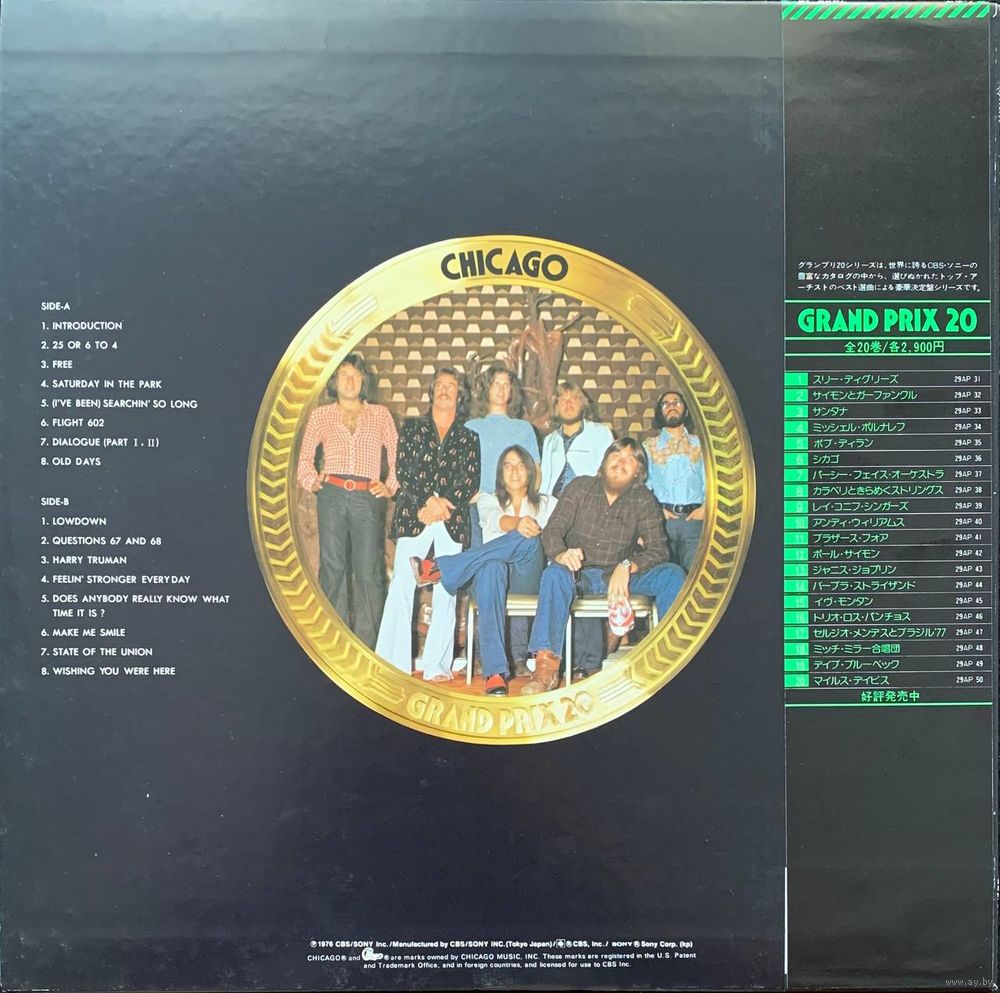 SIDE-A
1. INTRODUCTION
2. 25 OR 6 TO 4
3. FREE
4. SATURDAY IN THE PARK
5. (I'VE BEEN) SEARCHIN' SO LONG
6. FLIGHT 602
7. DIALOGUE (PART I, II)
8. OLD DAYS
SIDE-B
1. LOWDOWN
2. QUESTIONS 67 AND 68
3. HARRY TRUMAN
4. FEELIN' STRONGER EVERY DAY
5. DOES ANYBODY REALLY KNOW WHAT
TIME IT IS ?
6. MAKE ME SMILE
7. STATE OF THE UNION
8. WISHING YOU WERE HERE
CHICAGO
GRAND PRIX 20
グランプリ20シリーズは、世界に誇るCBS・ソニーの
豊富なカタログの中から、選びぬかれたトップ・ア
ーチストのベスト選曲による豪華決定盤シリーズです。
GRAND PRIX 20
全20巻/各2,900円
1 スリー・ディグリーズ 29AP 31
2 サイモンとガーファンクル 29AP 32
3 サンタナ 29AP 33
4 ミッシェル・ポルナレフ 29AP 34
5 ボブ・ディラン 29AP 35
6 シカゴ 29AP 36
7 パーシー・フェイス・オーケストラ 29AP 37
8 カラベリときらめくストリングス 29AP 38
9 レイ・コニフ・シンガーズ 29AP 39
10 アンディ・ウィリアムス 29AP 40
11 ブラザース・フォア 29AP 41
12 ポール・サイモン 29AP 42
13 ジャニス・ジョプリン 29AP 43
14 バーブラ・ストライサンド 29AP 44
15 イヴ・モンタン 29AP 45
16 トリオ・ロス・パンチョス 29AP 46
17 セルジオ・メンデスとブラジル'77 29AP 47
18 ミッチ・ミラー合唱団 29AP 48
19 デイブ・ブルーベック 29AP 49
20 マイルス・デイビス 29AP 50
好評発売中
℗1976 CBS/SONY Inc./Manufactured by CBS/SONY INC.(Tokyo Japan)/®CBS, Inc./ SONY ® Sony Corp. (kp)
CHICAGO® and Chicago® are marks owned by CHICAGO MUSIC, INC. These marks are registered in the U.S. Patent
and Trademark Office, and in foreign countries, and licensed for use to CBS Inc.
www.ay.by